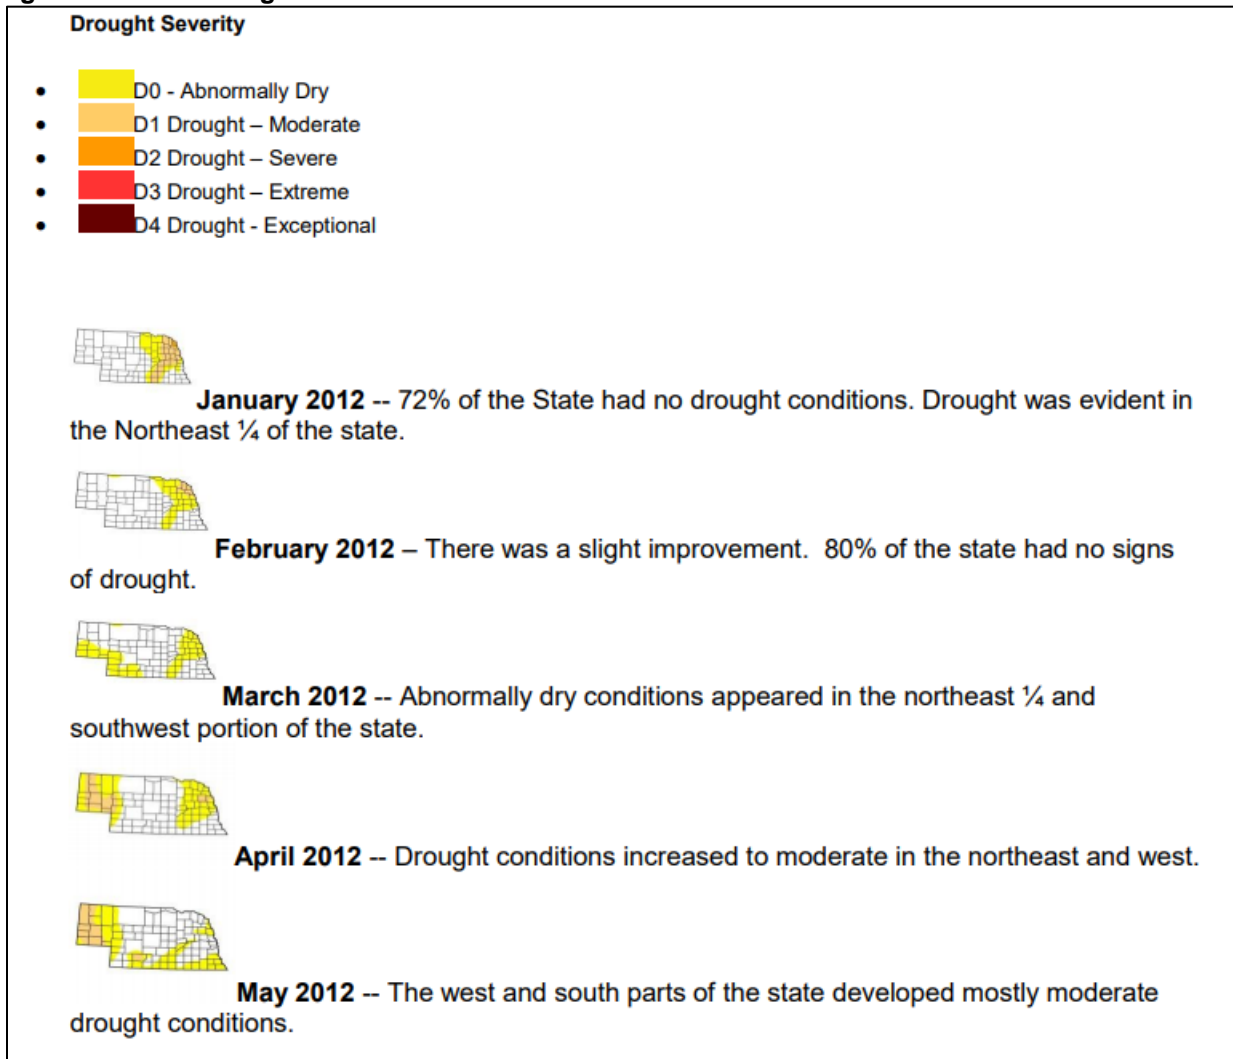 Drought Severity
• D0 - Abnormally Dry
• D1 Drought – Moderate
• D2 Drought – Severe
• D3 Drought – Extreme
• D4 Drought - Exceptional
January 2012 -- 72% of the State had no drought conditions. Drought was evident in
the Northeast ¼ of the state.
February 2012 – There was a slight improvement.  80% of the state had no signs
of drought.
March 2012 -- Abnormally dry conditions appeared in the northeast ¼ and
southwest portion of the state.
April 2012 -- Drought conditions increased to moderate in the northeast and west.
May 2012 -- The west and south parts of the state developed mostly moderate
drought conditions.